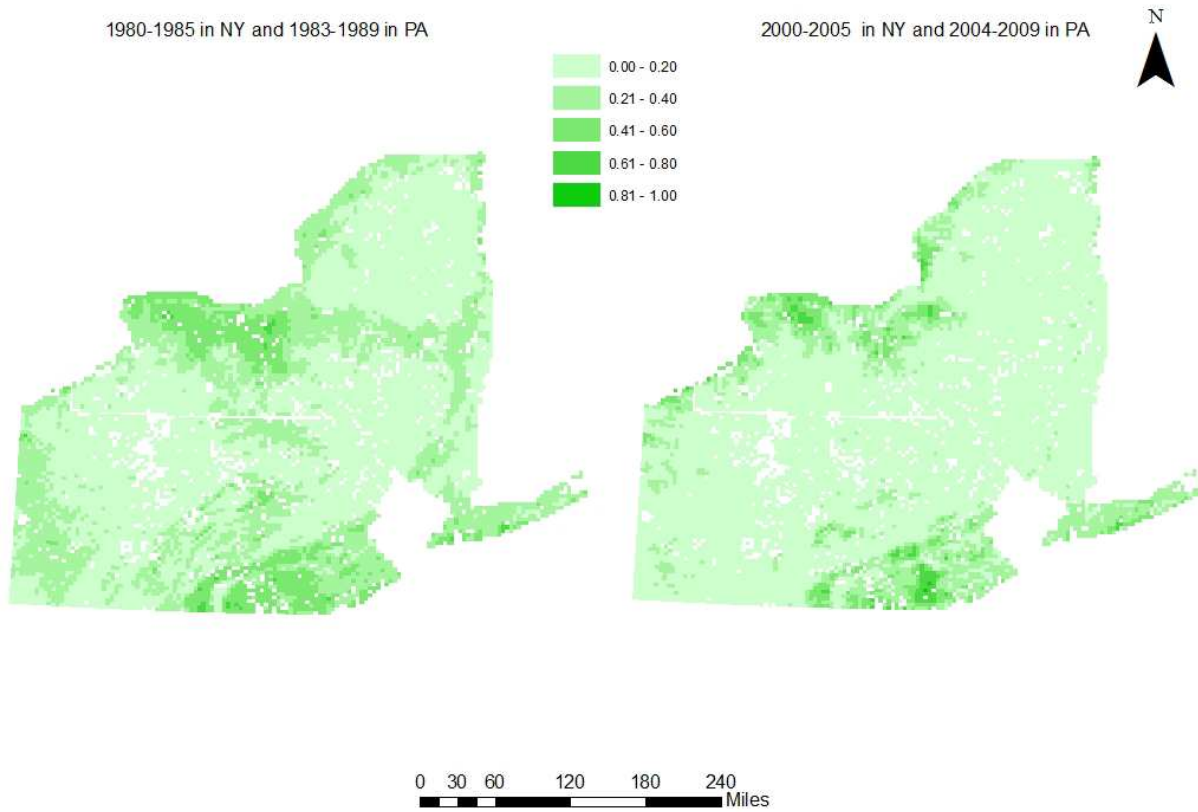 1980-1985 in NY and 1983-1989 in PA
2000-2005 in NY and 2004-2009 in PA
N
0.00 - 0.20
0.21 - 0.40
0.41 - 0.60
0.61 - 0.80
0.81 - 1.00
0 30 60 120 180 240
Miles